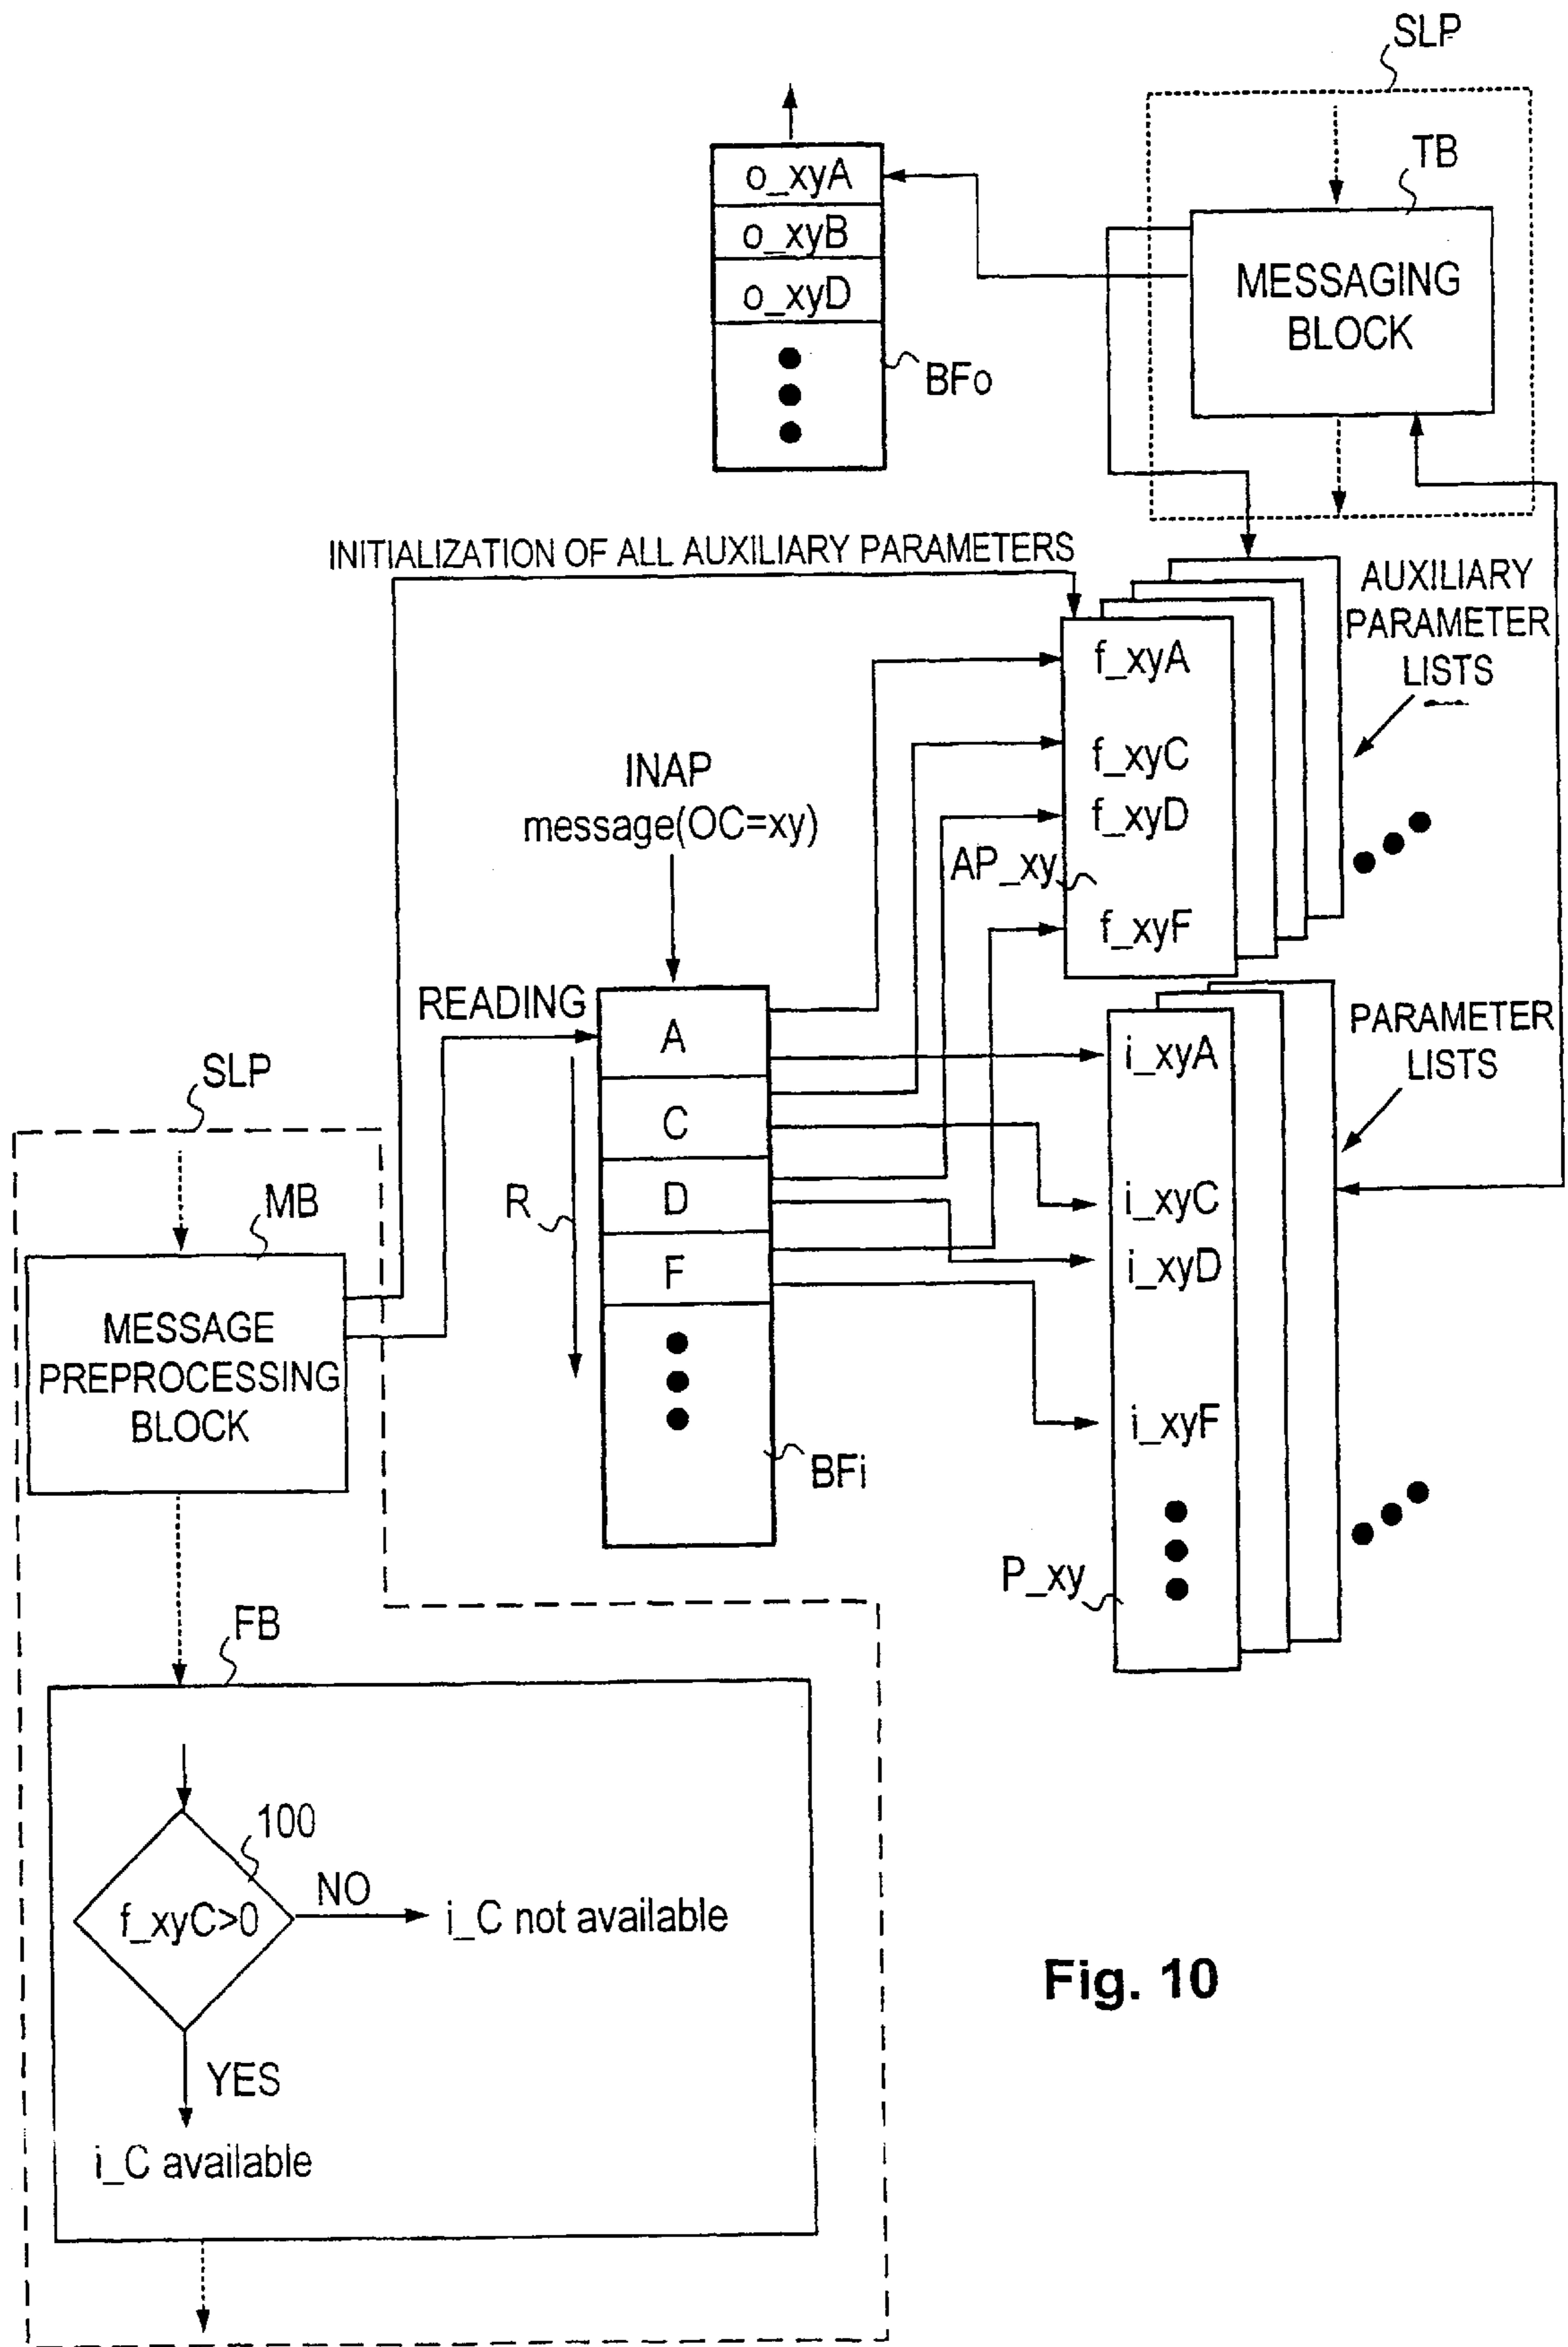 SLP
TB
o_xyA
o_xyB
o_xyD
MESSAGING
BLOCK
BFo
INITIALIZATION OF ALL AUXILIARY PARAMETERS
AUXILIARY
PARAMETER
LISTS
f_xyA
f_xyC
f_xyD
AP_xy
f_xyF
INAP
message(OC=xy)
READING
A
C
D
F
R
BFi
PARAMETER
LISTS
i_xyA
i_xyC
i_xyD
i_xyF
P_xy
SLP
MB
MESSAGE
PREPROCESSING
BLOCK
FB
100
f_xyC>0
NO
i_C not available
YES
i_C available
Fig. 10